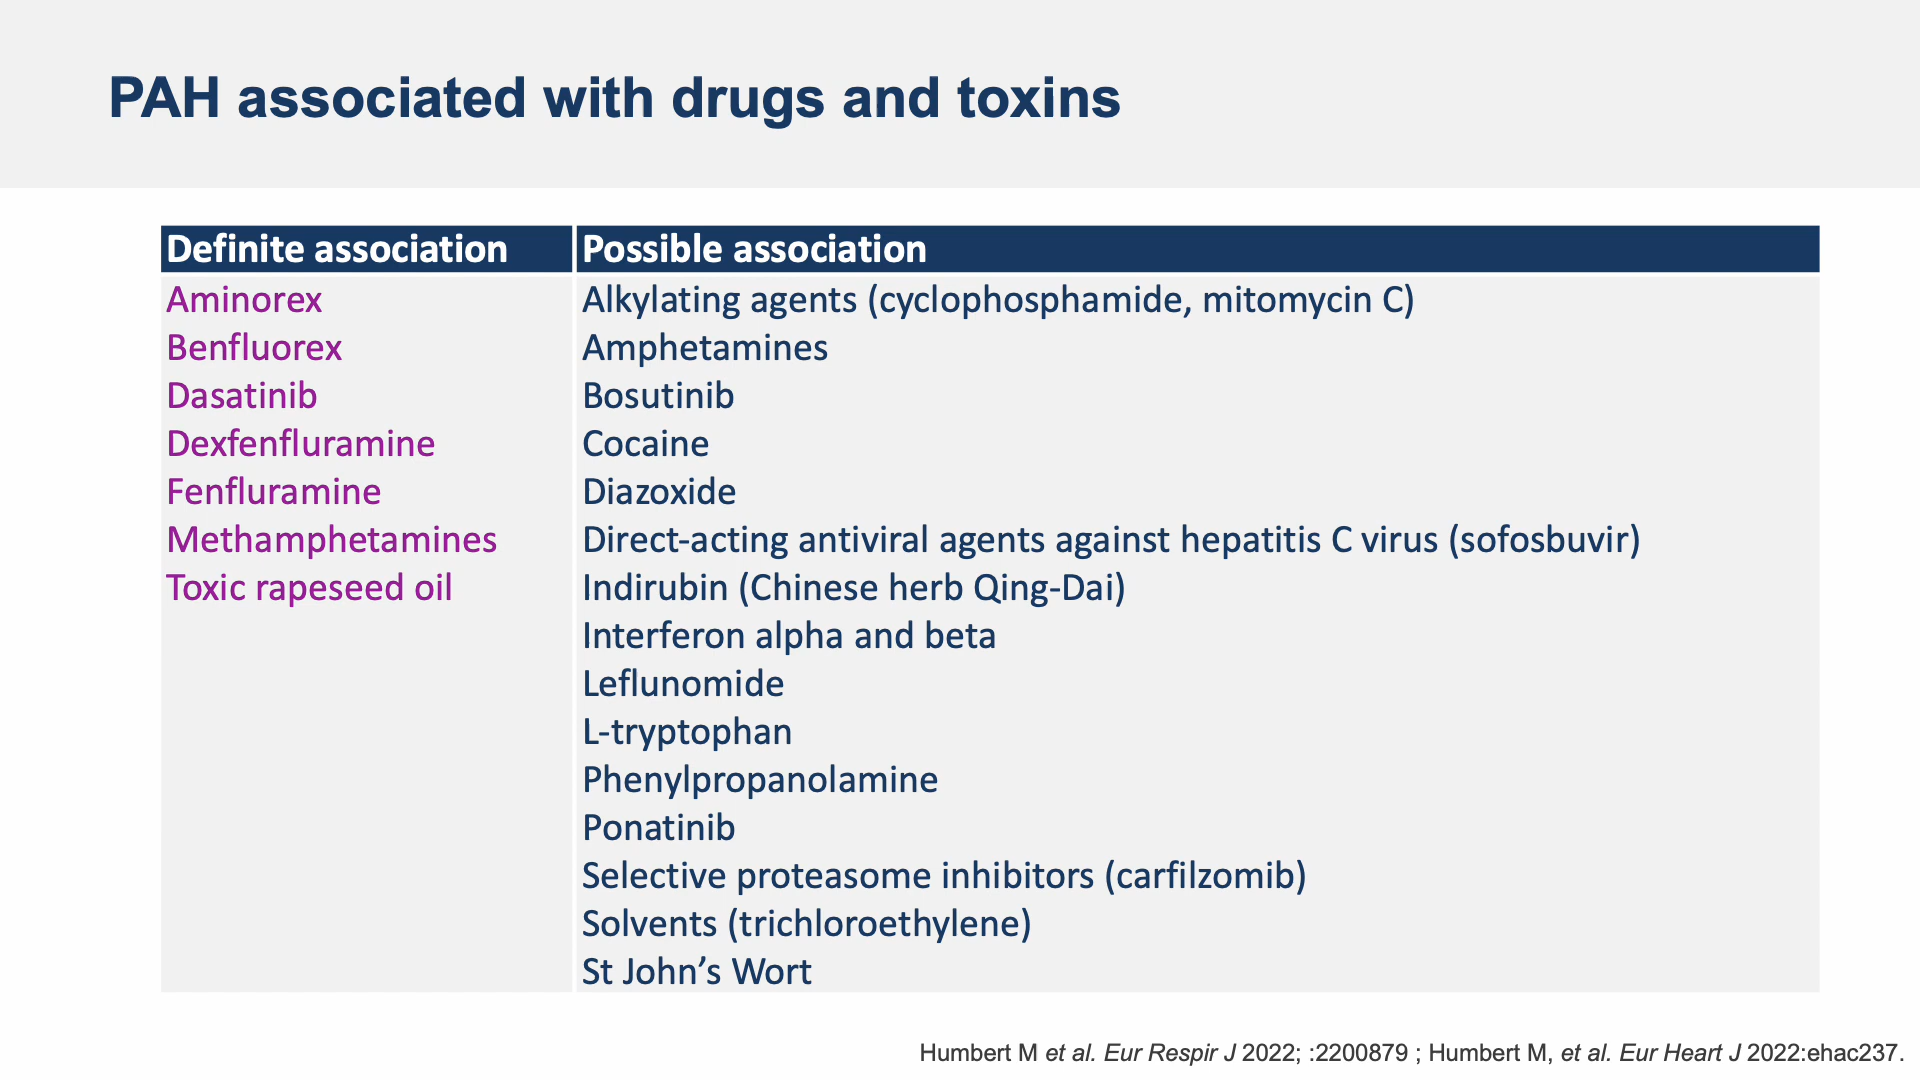 PAH associated with drugs and toxins
Definite association
Aminorex
Benfluorex
Dasatinib
Dexfenfluramine
Fenfluramine
Methamphetamines
Toxic rapeseed oil
Possible association
Alkylating agents (cyclophosphamide, mitomycin C)
Amphetamines
Bosutinib
Cocaine
Diazoxide
Direct-acting antiviral agents against hepatitis C virus (sofosbuvir)
Indirubin (Chinese herb Qing-Dai)
Interferon alpha and beta
Leflunomide
L-tryptophan
Phenylpropanolamine
Ponatinib
Selective proteasome inhibitors (carfilzomib)
Solvents (trichloroethylene)
St John’s Wort
Humbert M et al. Eur Respir J 2022; :2200879 ; Humbert M, et al. Eur Heart J 2022:ehac237.